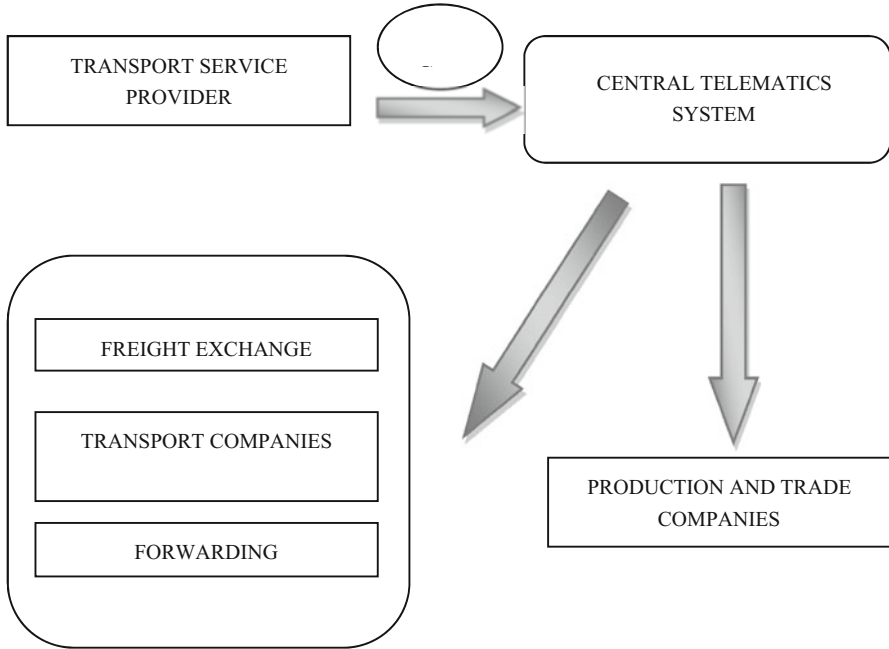 TRANSPORT SERVICE
PROVIDER
CENTRAL TELEMATICS
SYSTEM
FREIGHT EXCHANGE
TRANSPORT COMPANIES
FORWARDING
PRODUCTION AND TRADE
COMPANIES